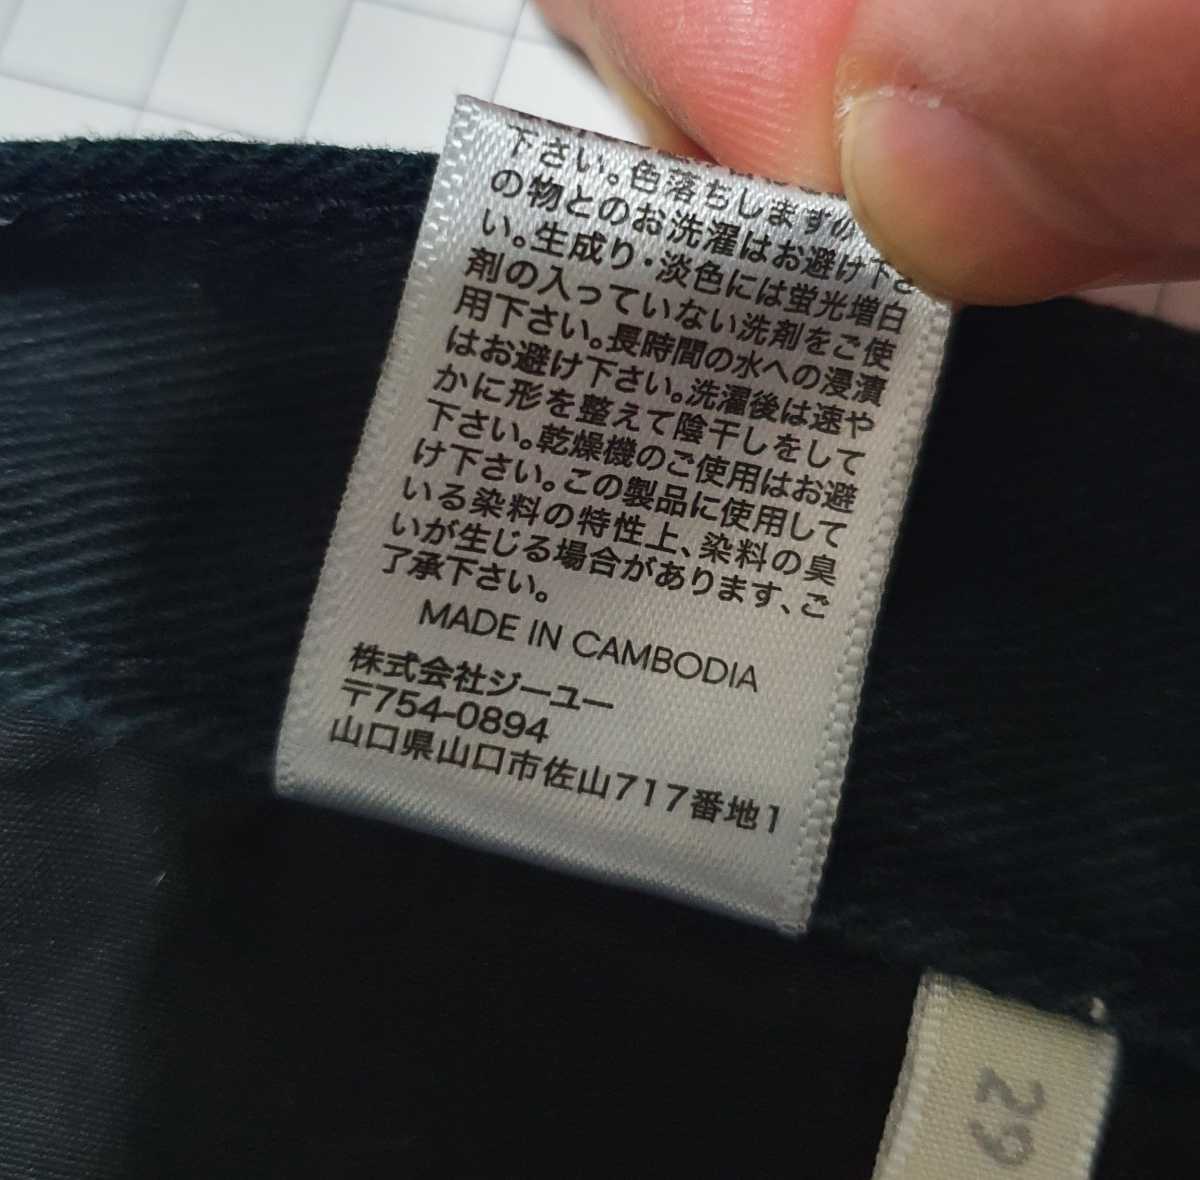 下さい。色落ちしますの
の物とのお洗濯はお避け下さ
い。生成り・淡色には蛍光増白
剤の入っていない洗剤をご使
用下さい。長時間の水への浸漬
はお避け下さい。洗濯後は速や
かに形を整えて陰干しをして
下さい。乾燥機のご使用はお避
け下さい。この製品に使用して
いる染料の特性上、染料の臭
いが生じる場合があります、ご
了承下さい。
MADE IN CAMBODIA
株式会社ジーユー
〒754-0894
山口県山口市佐山717番地1
29